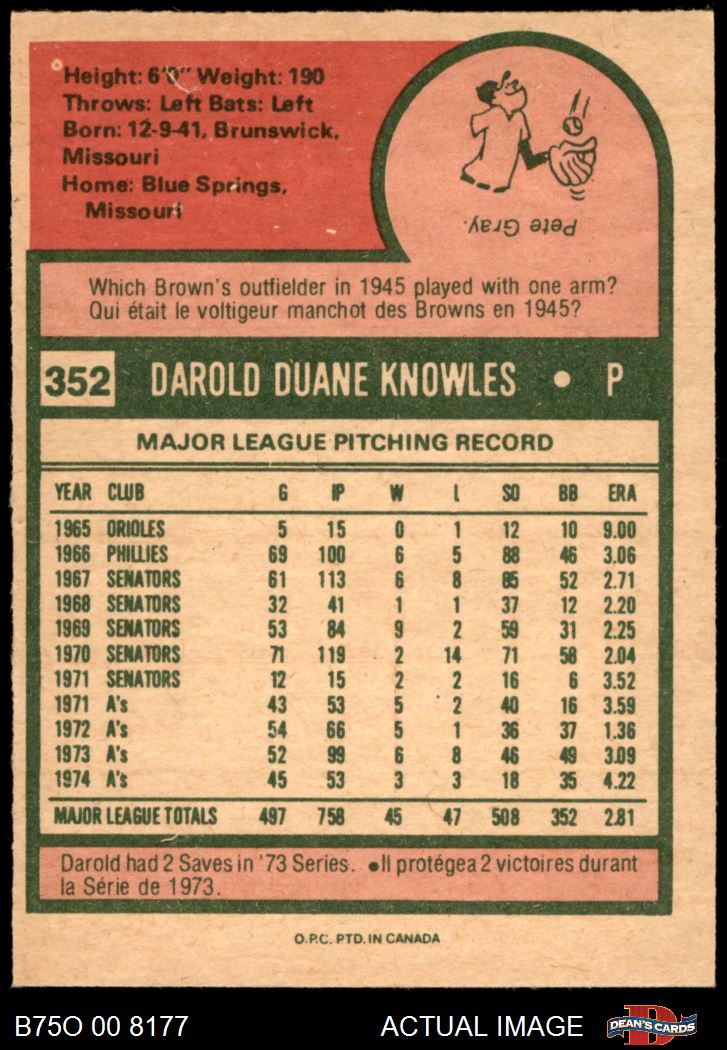 Height: 6'0" Weight: 190
Throws: Left Bats: Left
Born: 12-9-41, Brunswick,
Missouri
Home: Blue Springs,
Missouri
Pete Gray.
Which Brown's outfielder in 1945 played with one arm?
Qui était le voltigeur manchot des Browns en 1945?
352 DAROLD DUANE KNOWLES • P
MAJOR LEAGUE PITCHING RECORD
YEAR CLUB G IP W L SO BB ERA
1965 ORIOLES 5 15 0 1 12 10 9.00
1966 PHILLIES 69 100 6 5 88 46 3.06
1967 SENATORS 61 113 6 8 85 52 2.71
1968 SENATORS 32 41 1 1 37 12 2.20
1969 SENATORS 53 84 9 2 59 31 2.25
1970 SENATORS 71 119 2 14 71 58 2.04
1971 SENATORS 12 15 2 2 16 6 3.52
1971 A's 43 53 5 2 40 16 3.59
1972 A's 54 66 5 1 36 37 1.36
1973 A's 52 99 6 8 46 49 3.09
1974 A's 45 53 3 3 18 35 4.22
MAJOR LEAGUE TOTALS 497 758 45 47 508 352 2.81
Darold had 2 Saves in '73 Series. •Il protégea 2 victoires durant
la Série de 1973.
O.P.C. PTD. IN CANADA
B75O 00 8177 ACTUAL IMAGE D DEAN'S CARDS